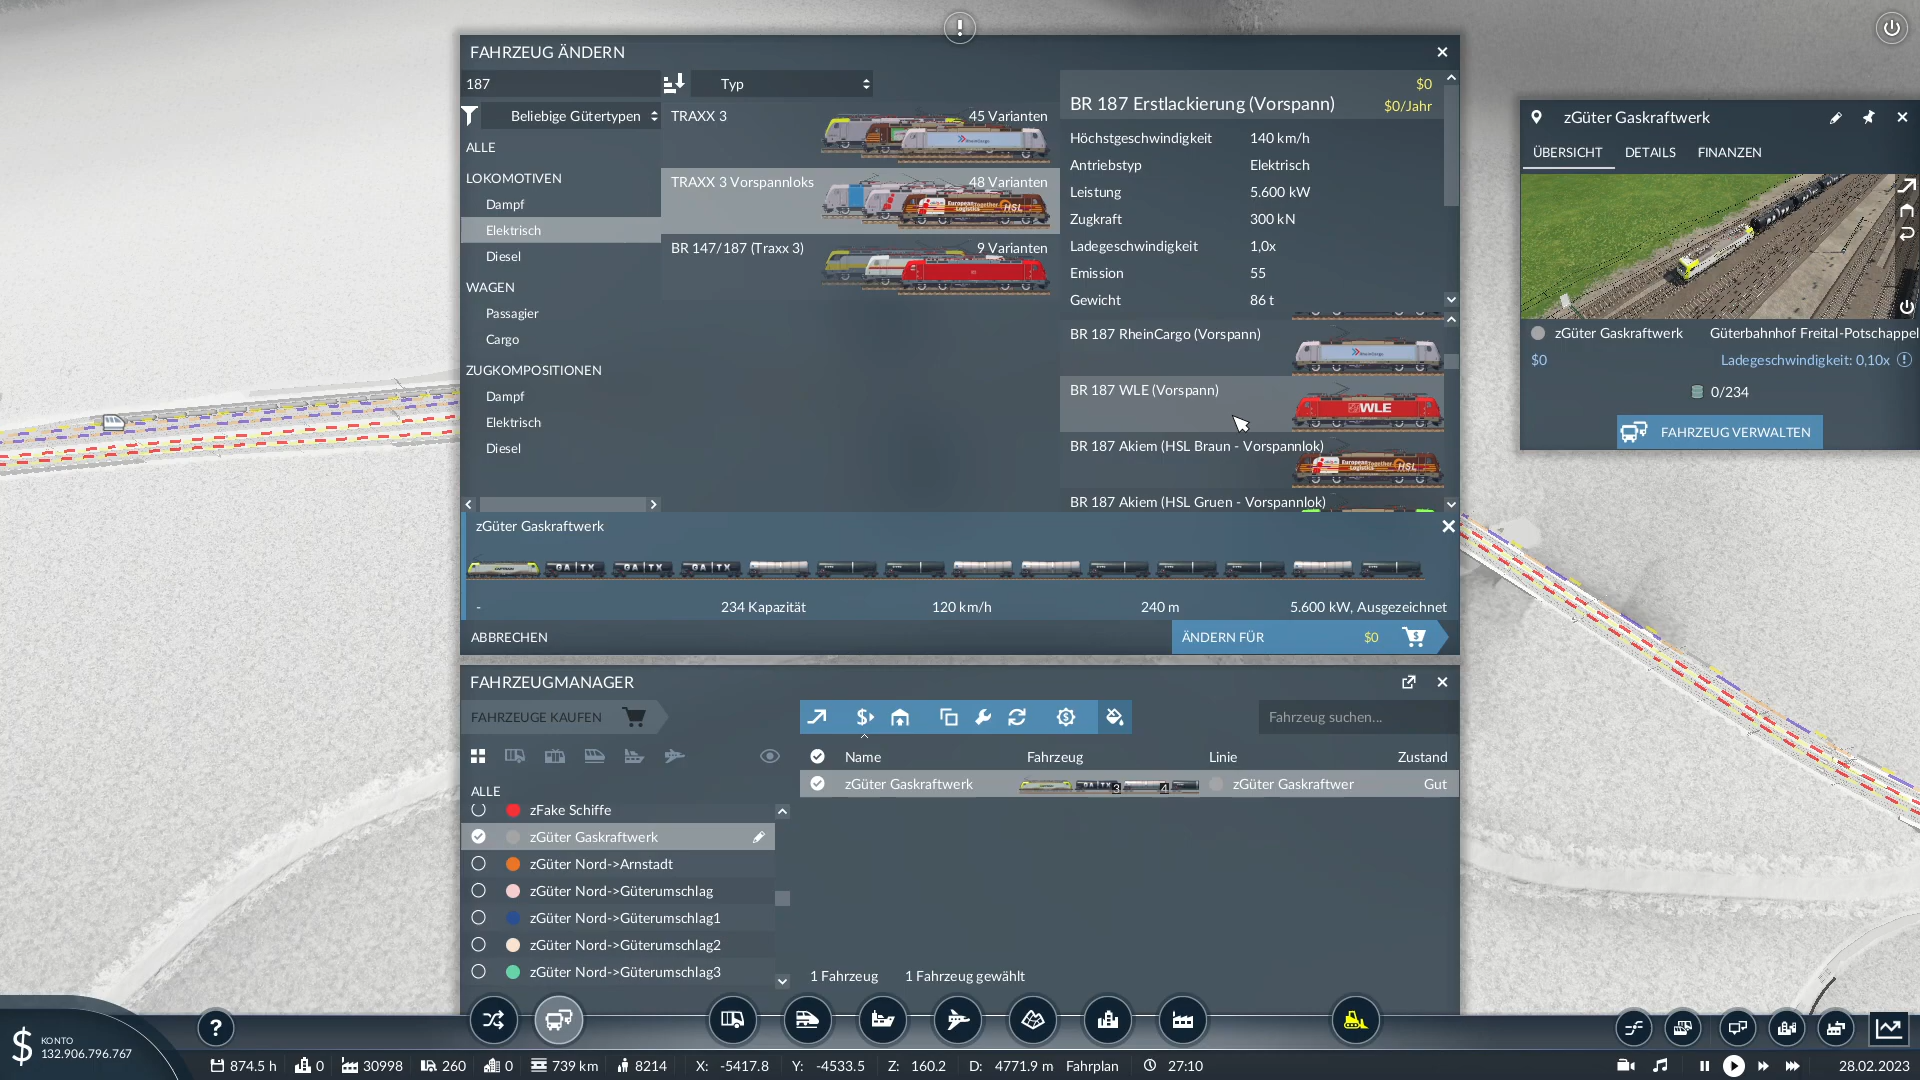 FAHRZEUG ÄNDERN
187
Typ
Beliebige Gütertypen
ALLE
LOKOMOTIVEN
Dampf
Elektrisch
Diesel
WAGEN
Passagier
Cargo
ZUGKOMPOSITIONEN
Dampf
Elektrisch
Diesel
TRAXX 3
45 Varianten
TRAXX 3 Vorspannloks
48 Varianten
BR 147/187 (Traxx 3)
9 Varianten
$0
BR 187 Erstlackierung (Vorspann)
$0/Jahr
Höchstgeschwindigkeit 140 km/h
Antriebstyp Elektrisch
Leistung 5.600 kW
Zugkraft 300 kN
Ladegeschwindigkeit 1,0x
Emission 55
Gewicht 86 t
BR 187 RheinCargo (Vorspann)
RheinCargo
BR 187 WLE (Vorspann)
WLE
BR 187 Akiem (HSL Braun - Vorspannlok)
HSL
BR 187 Akiem (HSL Gruen - Vorspannlok)
zGüter Gaskraftwerk
GATX GATX GATX
- 234 Kapazität 120 km/h 240 m 5.600 kW, Ausgezeichnet
ABBRECHEN
ÄNDERN FÜR $0
FAHRZEUGMANAGER
FAHRZEUGE KAUFEN
Fahrzeug suchen...
ALLE
zFake Schiffe
zGüter Gaskraftwerk
zGüter Nord->Arnstadt
zGüter Nord->Güterumschlag
zGüter Nord->Güterumschlag1
zGüter Nord->Güterumschlag2
zGüter Nord->Güterumschlag3
Name Fahrzeug Linie Zustand
zGüter Gaskraftwerk 3 4 zGüter Gaskraftwer Gut
1 Fahrzeug 1 Fahrzeug gewählt
zGüter Gaskraftwerk
ÜBERSICHT DETAILS FINANZEN
zGüter Gaskraftwerk Güterbahnhof Freital-Potschappel
$0 Ladegeschwindigkeit: 0,10x
0/234
FAHRZEUG VERWALTEN
KONTO
132.906.796.767
874.5 h 0 30998 260 0 739 km 8214 X: -5417.8 Y: -4533.5 Z: 160.2 D: 4771.9 m Fahrplan 27:10
28.02.2023